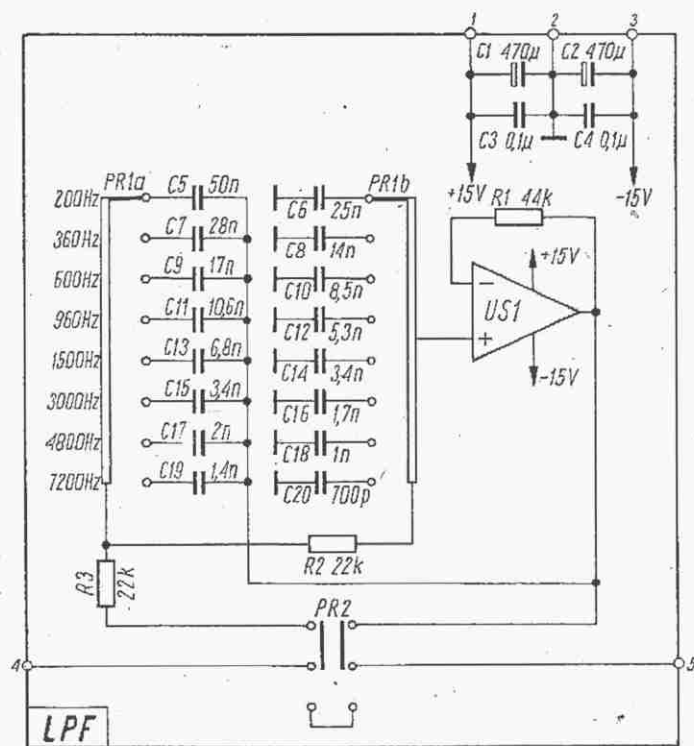 1 2 3
C1 470µ C2 470µ
C3 0,1µ C4 0,1µ
+15V -15V
PR1a C5 50n C6 25n PR1b
R1 44k
200Hz
360Hz C7 28n C8 14n
+15V
600Hz C9 17n C10 8,5n
- US1
960Hz C11 10,6n C12 5,3n
+
1500Hz C13 6,8n C14 3,4n
-15V
3000Hz C15 3,4n C16 1,7n
4800Hz C17 2n C18 1n
7200Hz C19 1,4n C20 700p
R2 22k
R3 22k
PR2
4 5
LPF